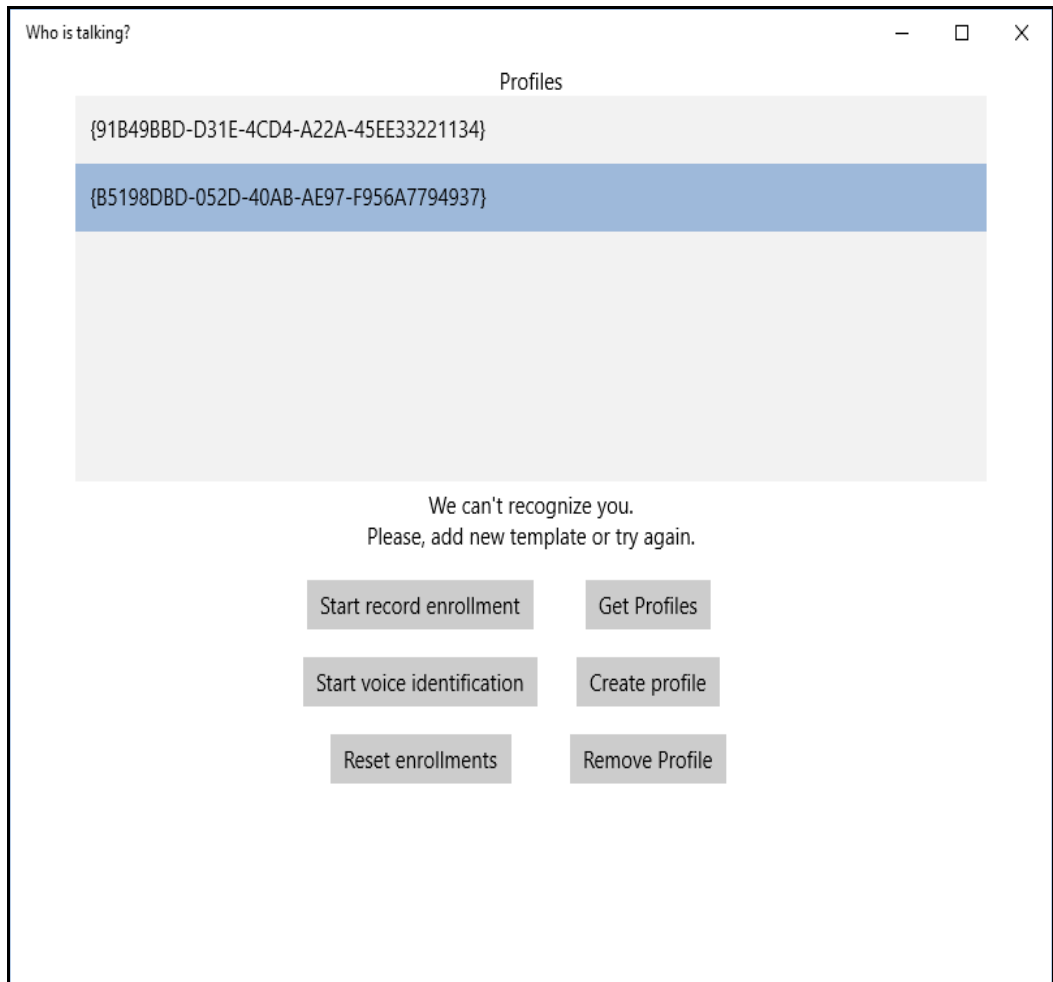 Who is talking?
Profiles
{91B49BBD-D31E-4CD4-A22A-45EE33221134}
{B5198DBD-052D-40AB-AE97-F956A7794937}
We can't recognize you.
Please, add new template or try again.
Start record enrollment
Get Profiles
Start voice identification
Create profile
Reset enrollments
Remove Profile